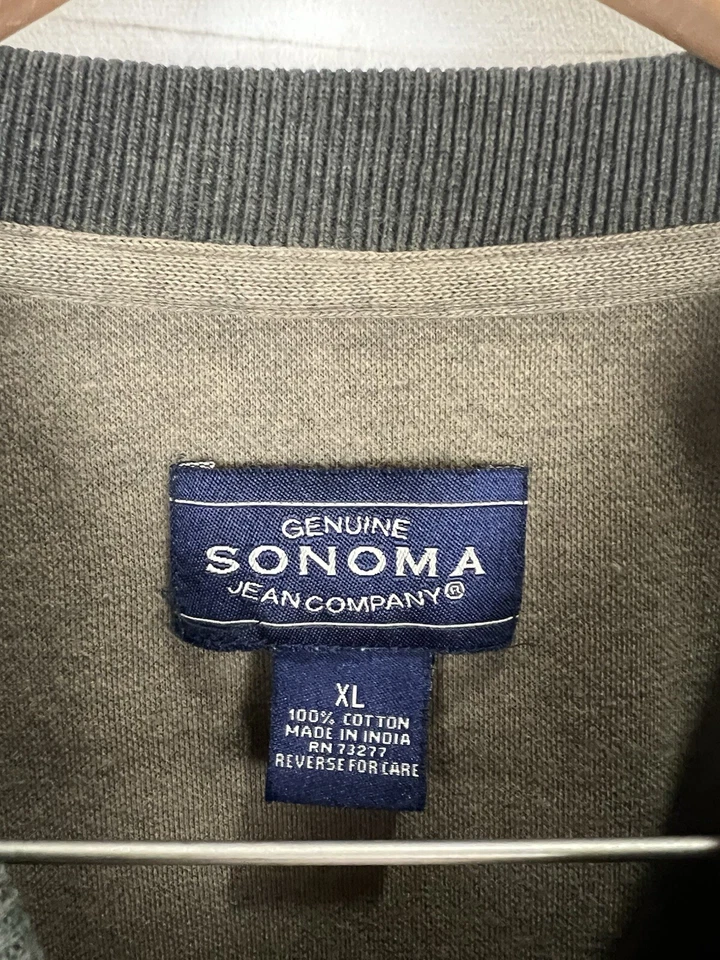 GENUINE
SONOMA
JEAN COMPANY®
XL
100% COTTON
MADE IN INDIA
RN 73277
REVERSE FOR CARE